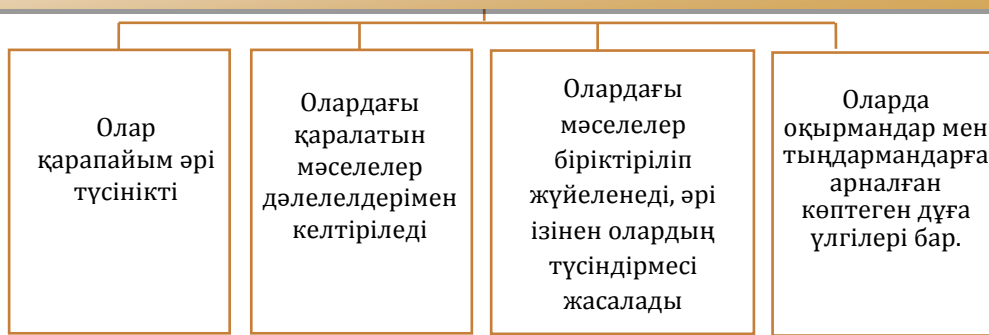 Олар
қарапайым әрі
түсінікті
Олардағы
қаралатын
мәселелер
дәлелелдерімен
келтіріледі
Олардағы
мәселелер
біріктіріліп
жүйеленеді, әрі
ізінен олардың
түсіндірмесі
жасалады
Оларда
оқырмандар мен
тыңдармандарға
арналған
көптеген дұға
үлгілері бар.